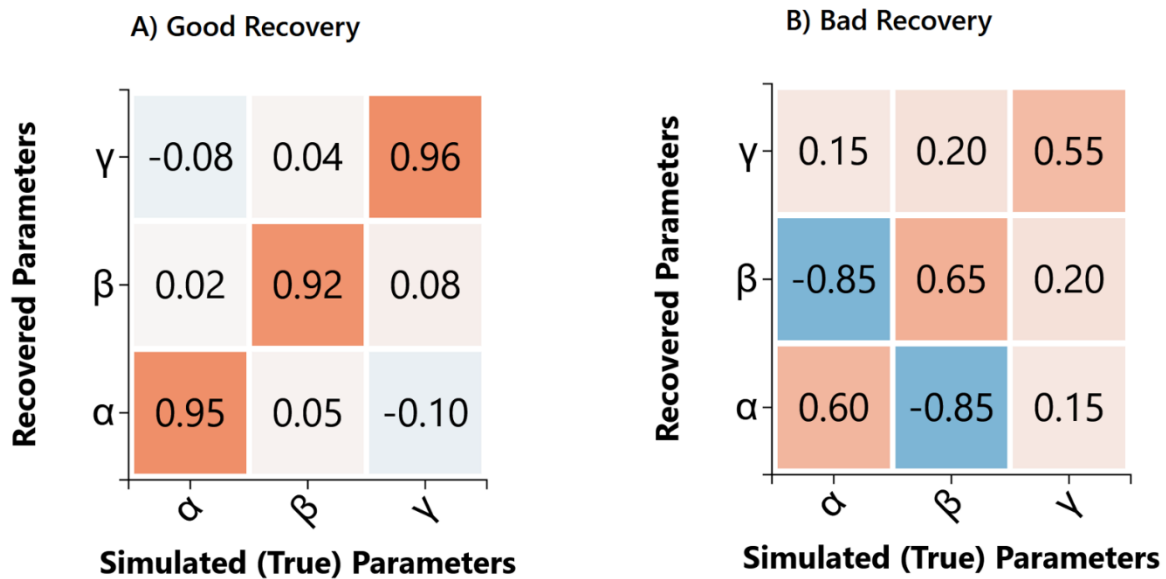 A) Good Recovery
Recovered Parameters
γ -0.08 0.04 0.96
β 0.02 0.92 0.08
α 0.95 0.05 -0.10
α β γ
Simulated (True) Parameters
B) Bad Recovery
Recovered Parameters
γ 0.15 0.20 0.55
β -0.85 0.65 0.20
α 0.60 -0.85 0.15
α β γ
Simulated (True) Parameters